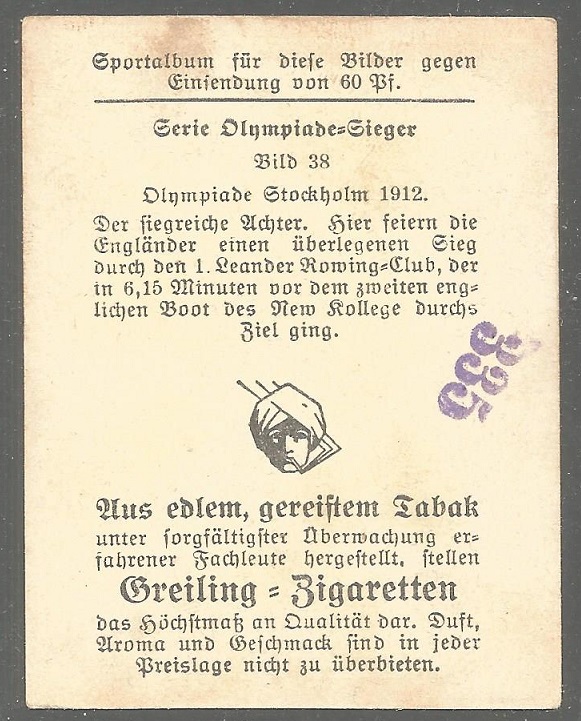 Sportalbum für diese Bilder gegen
Einsendung von 60 Pf.
Serie Olympiade=Sieger
Bild 38
Olympiade Stockholm 1912.
Der siegreiche Achter. Hier feiern die
Engländer einen überlegenen Sieg
durch den 1. Leander Rowing=Club, der
in 6,15 Minuten vor dem zweiten eng=
lichen Boot des New Kollege durchs
Ziel ging.
Aus edlem, gereiftem Tabak
unter sorgfältigster Überwachung er=
fahrener Fachleute hergestellt, stellen
Greiling = Zigaretten
das Höchstmaß an Qualität dar. Duft,
Aroma und Geschmack sind in jeder
Preislage nicht zu überbieten.